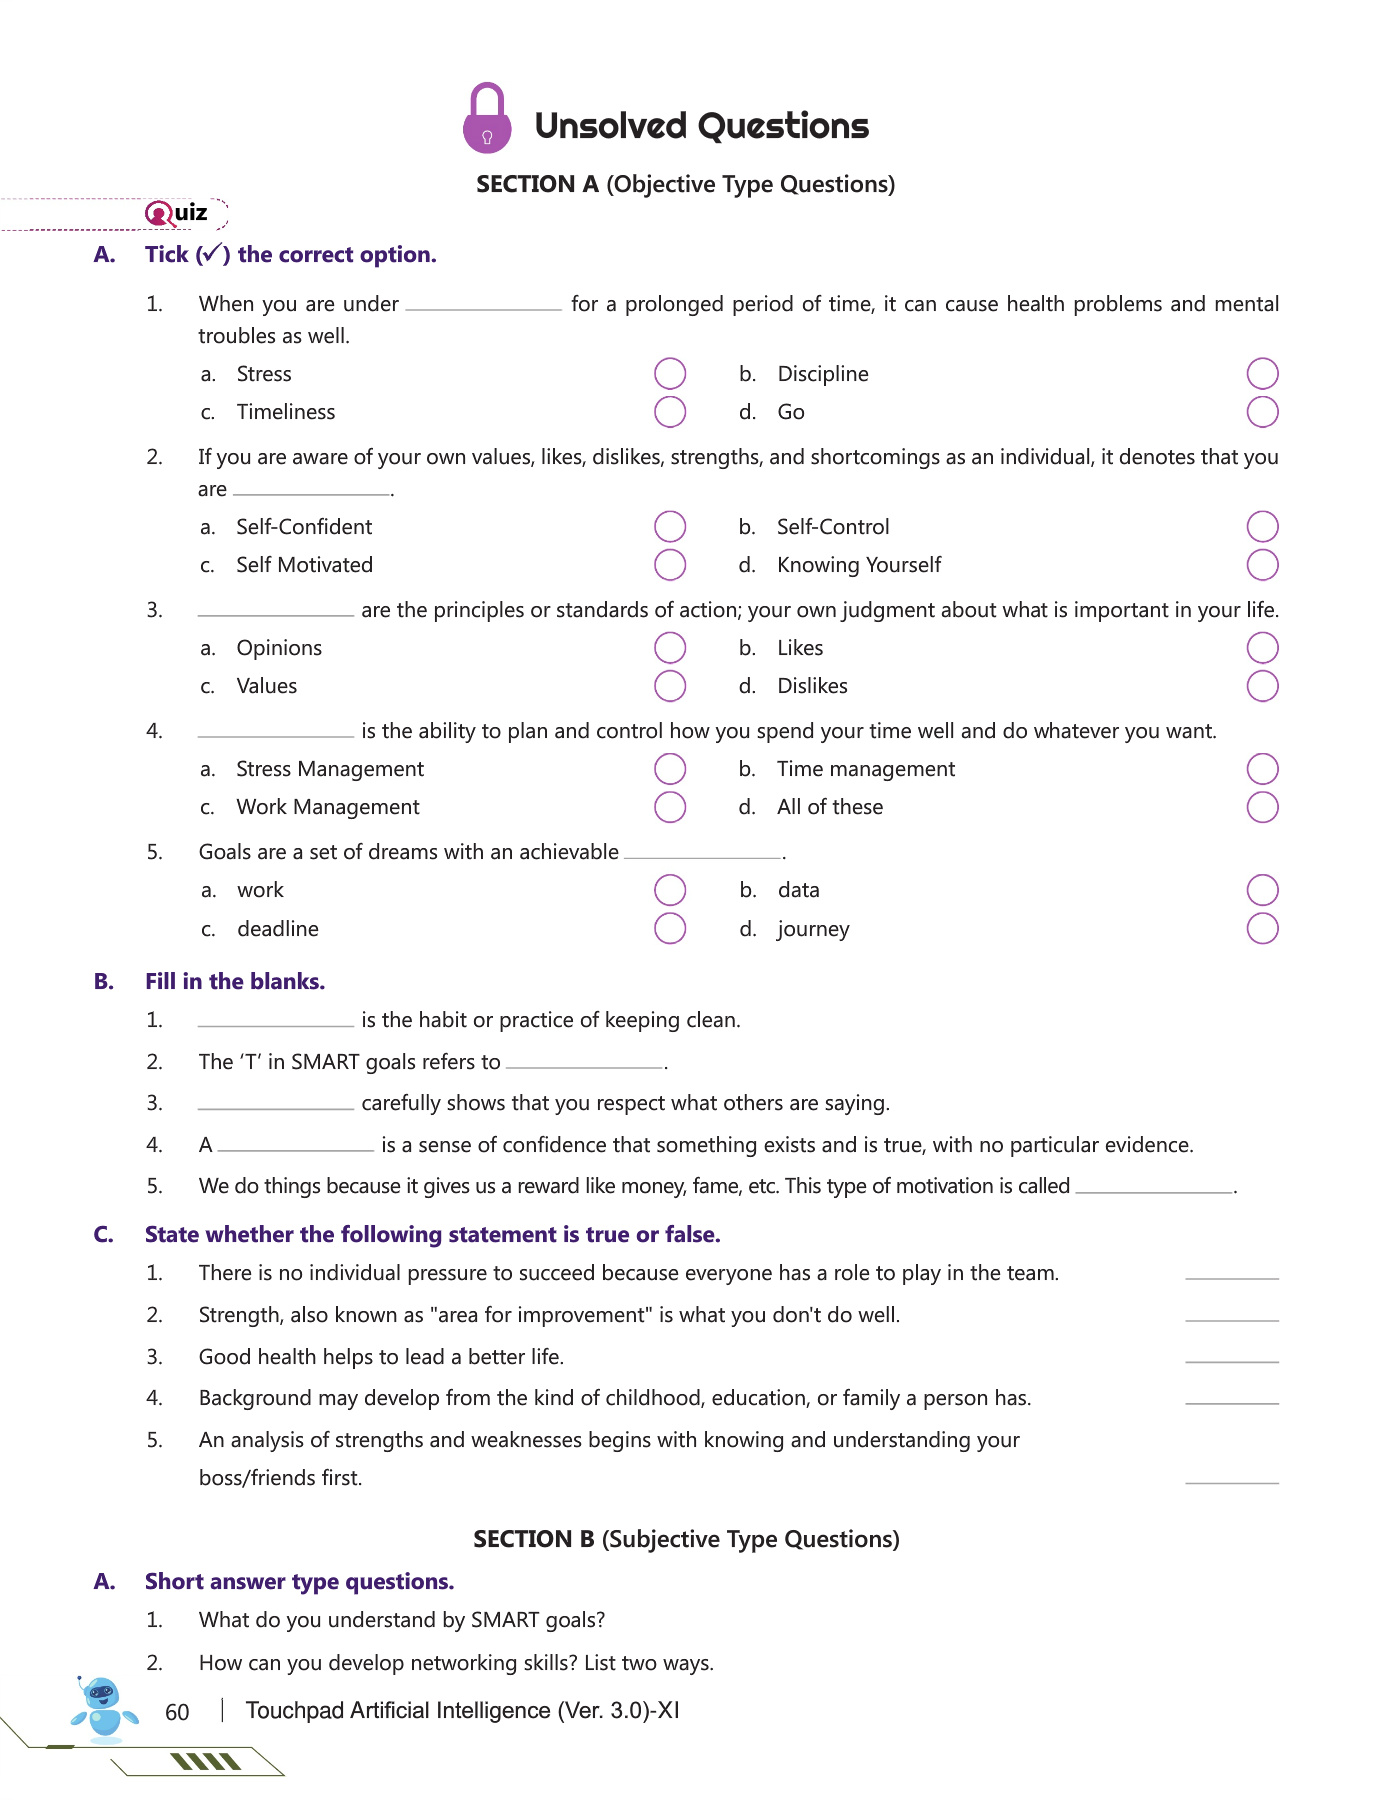 Unsolved Questions
SECTION A (Objective Type Questions)
Quiz
A. Tick (✓) the correct option.
1. When you are under ______________ for a prolonged period of time, it can cause health problems and mental
troubles as well.
a. Stress b. Discipline
c. Timeliness d. Go
2. If you are aware of your own values, likes, dislikes, strengths, and shortcomings as an individual, it denotes that you
are ______________.
a. Self-Confident b. Self-Control
c. Self Motivated d. Knowing Yourself
3. ______________ are the principles or standards of action; your own judgment about what is important in your life.
a. Opinions b. Likes
c. Values d. Dislikes
4. ______________ is the ability to plan and control how you spend your time well and do whatever you want.
a. Stress Management b. Time management
c. Work Management d. All of these
5. Goals are a set of dreams with an achievable ______________.
a. work b. data
c. deadline d. journey
B. Fill in the blanks.
1. ______________ is the habit or practice of keeping clean.
2. The ‘T’ in SMART goals refers to ______________.
3. ______________ carefully shows that you respect what others are saying.
4. A ______________ is a sense of confidence that something exists and is true, with no particular evidence.
5. We do things because it gives us a reward like money, fame, etc. This type of motivation is called ______________.
C. State whether the following statement is true or false.
1. There is no individual pressure to succeed because everyone has a role to play in the team. ________
2. Strength, also known as "area for improvement" is what you don't do well. ________
3. Good health helps to lead a better life. ________
4. Background may develop from the kind of childhood, education, or family a person has. ________
5. An analysis of strengths and weaknesses begins with knowing and understanding your
boss/friends first. ________
SECTION B (Subjective Type Questions)
A. Short answer type questions.
1. What do you understand by SMART goals?
2. How can you develop networking skills? List two ways.
60 | Touchpad Artificial Intelligence (Ver. 3.0)-XI